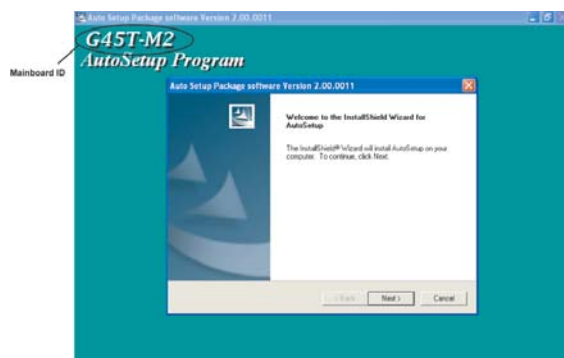 Auto Setup Package software Version 2.00.0011
G45T-M2
AutoSetup Program
Mainboard ID
Auto Setup Package software Version 2.00.0011
Welcome to the InstallShield Wizard for
AutoSetup
The InstallShield® Wizard will install AutoSetup on your
computer. To continue, click Next.
< Back
Next >
Cancel